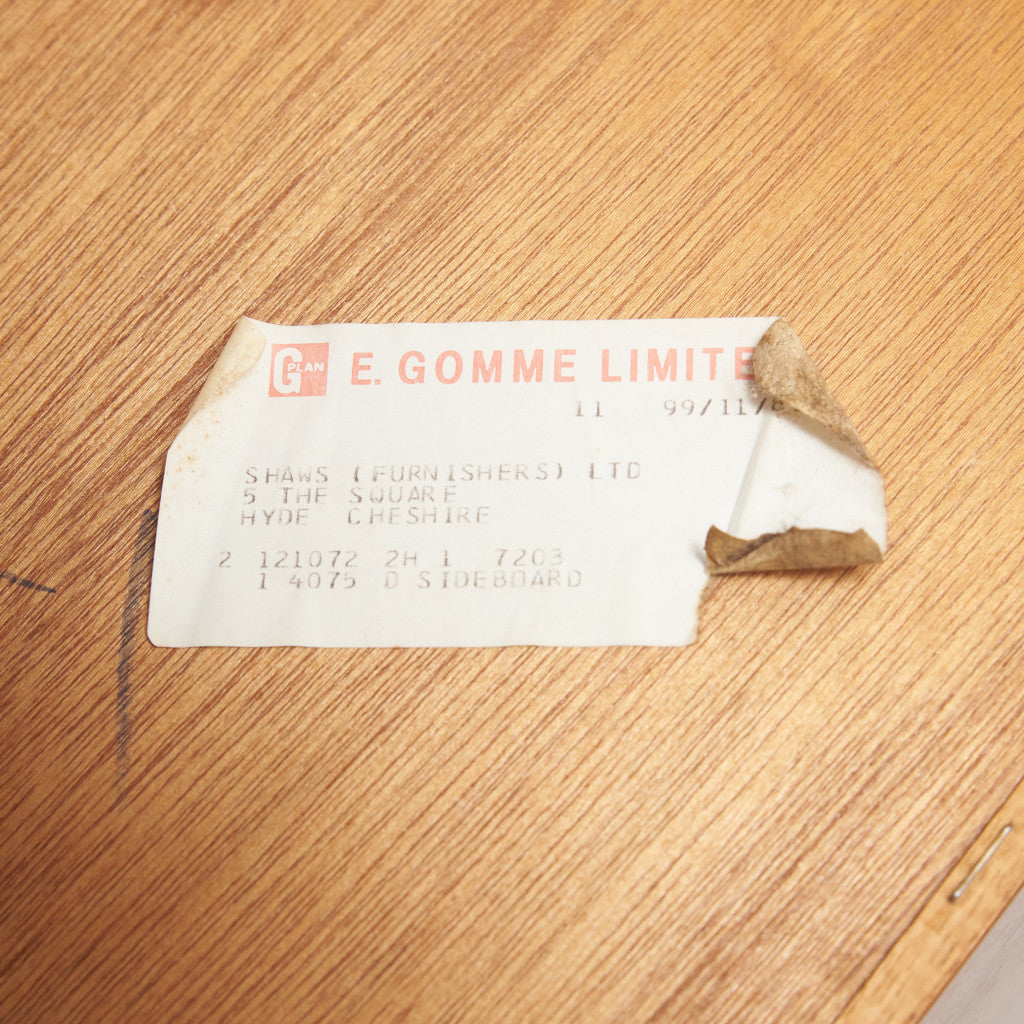 G PLAN E. GOMME LIMITE
11 99/11/
SHAWS (FURNISHERS) LTD
5 THE SQUARE
HYDE CHESHIRE
2 121072 2H 1 7203
1 4075 D SIDEBOARD